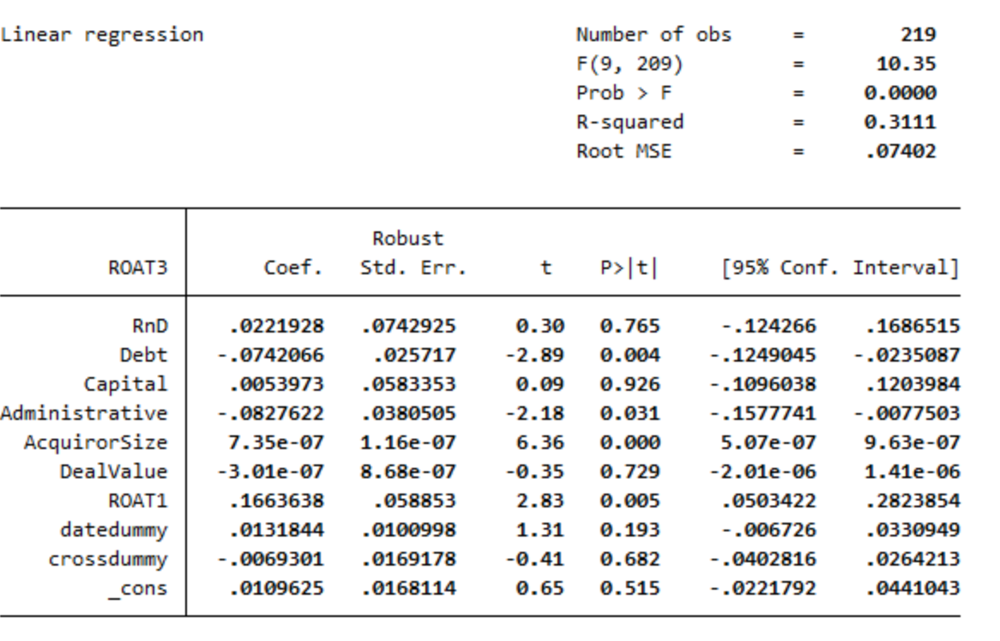 Linear regression Number of obs = 219
F(9, 209) = 10.35
Prob > F = 0.0000
R-squared = 0.3111
Root MSE = .07402
Robust
ROAT3 Coef. Std. Err. t P>|t| [95% Conf. Interval]
RnD .0221928 .0742925 0.30 0.765 -.124266 .1686515
Debt -.0742066 .025717 -2.89 0.004 -.1249045 -.0235087
Capital .0053973 .0583353 0.09 0.926 -.1096038 .1203984
Administrative -.0827622 .0380505 -2.18 0.031 -.1577741 -.0077503
AcquirorSize 7.35e-07 1.16e-07 6.36 0.000 5.07e-07 9.63e-07
DealValue -3.01e-07 8.68e-07 -0.35 0.729 -2.01e-06 1.41e-06
ROAT1 .1663638 .058853 2.83 0.005 .0503422 .2823854
datedummy .0131844 .0100998 1.31 0.193 -.006726 .0330949
crossdummy -.0069301 .0169178 -0.41 0.682 -.0402816 .0264213
_cons .0109625 .0168114 0.65 0.515 -.0221792 .0441043